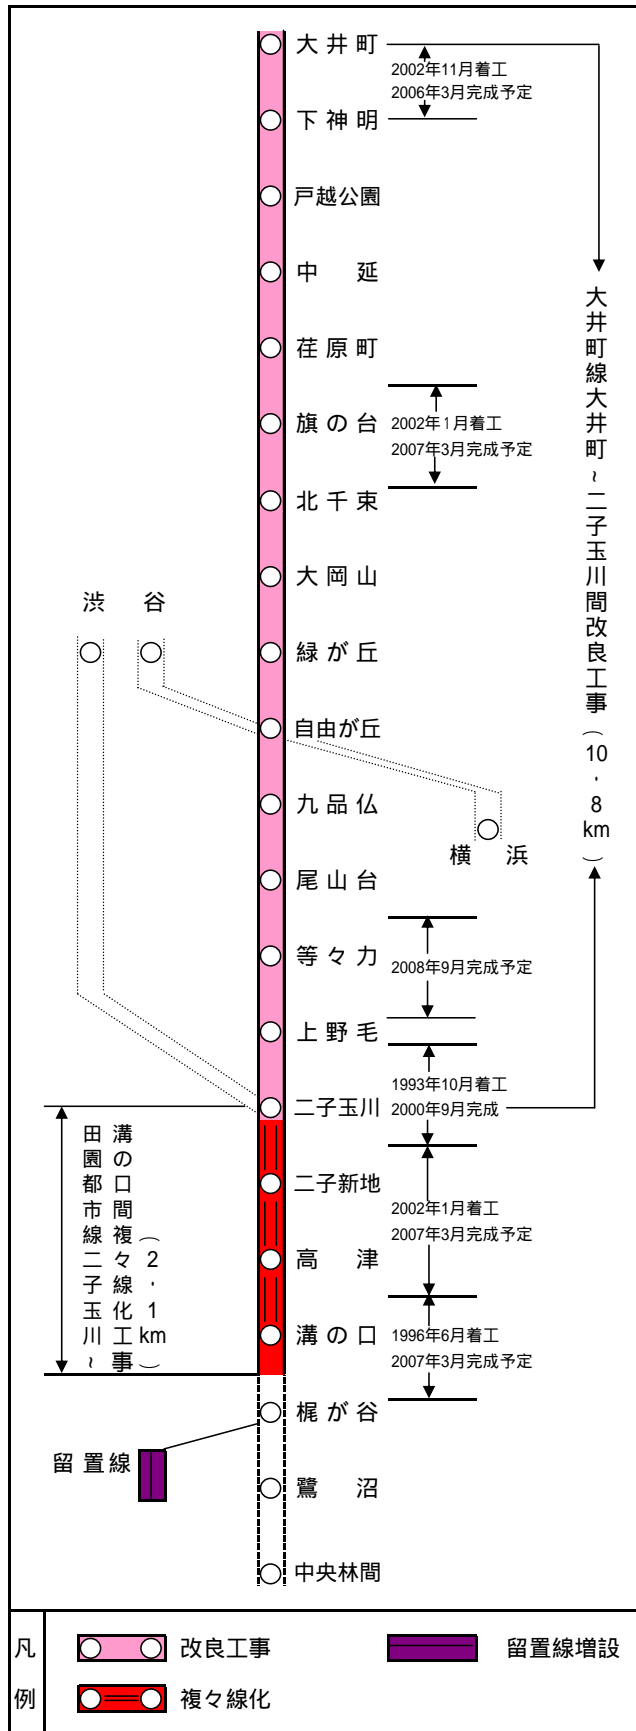 大井町
2002年11月着工
2006年3月完成予定
下神明
戸越公園
中延
荏原町
旗の台
2002年1月着工
2007年3月完成予定
北千束
大岡山
渋谷
緑が丘
自由が丘
九品仏
横浜
尾山台
大井町線大井町~二子玉川間改良工事(10・8km)
等々力
2008年9月完成予定
上野毛
1993年10月着工
2000年9月完成
二子玉川
田園都市線二子玉川~
溝の口間複々線化工事
(2・1km)
二子新地
2002年1月着工
2007年3月完成予定
高津
溝の口
1996年6月着工
2007年3月完成予定
梶が谷
留置線
鷺沼
中央林間
凡例
改良工事
留置線増設
複々線化